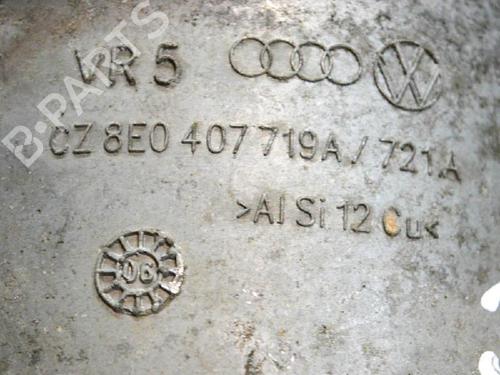 VR 5
CZ 8E0 407 719A / 721A
>Al Si 12 Cu<
06
B-PARTS